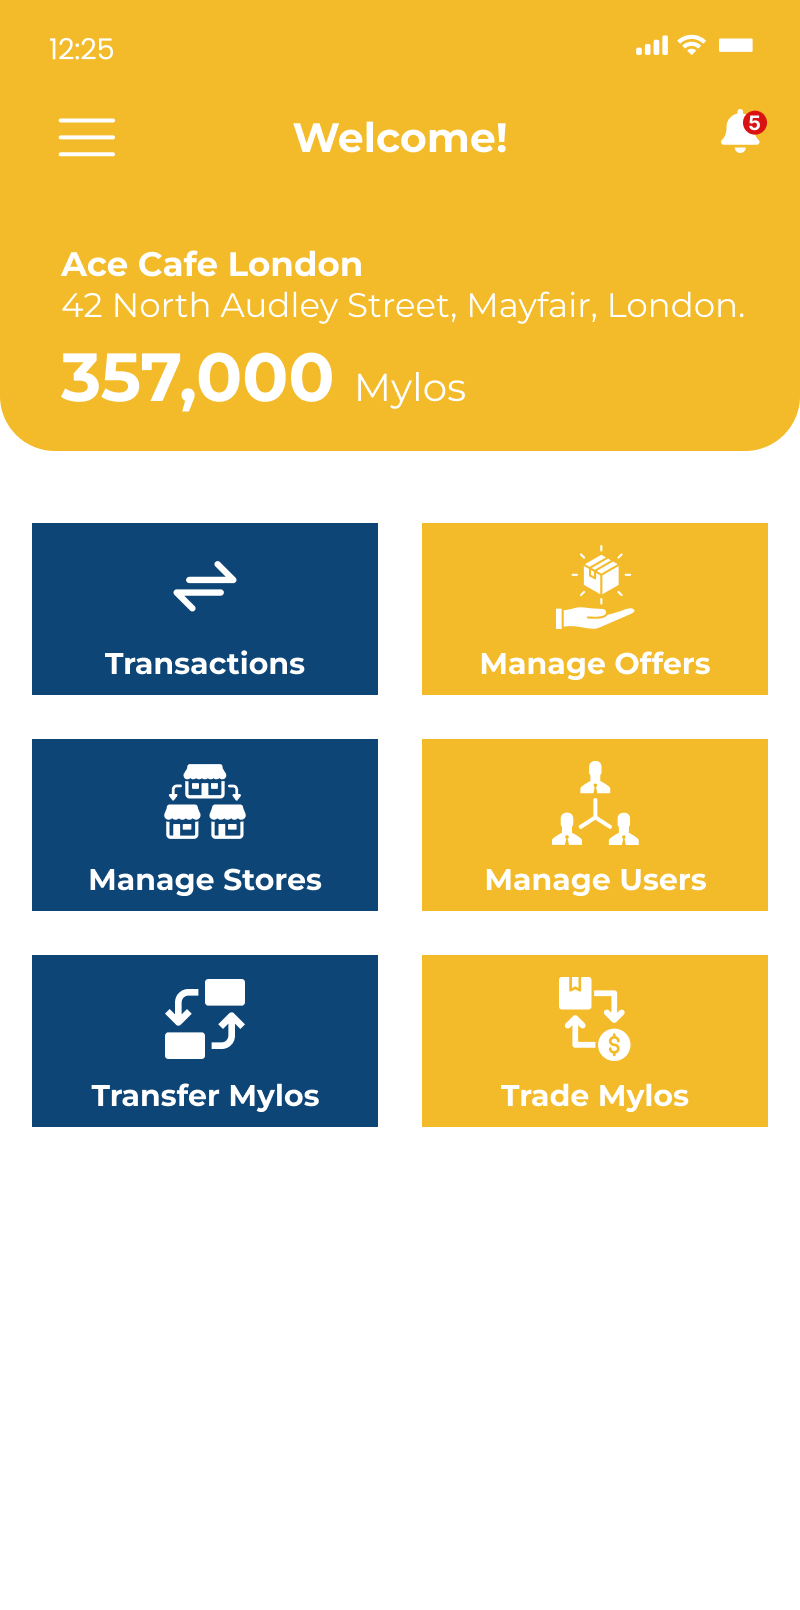 12:25
Welcome!
5
Ace Cafe London
42 North Audley Street, Mayfair, London.
357,000 Mylos
Transactions
Manage Offers
Manage Stores
Manage Users
$
Transfer Mylos
Trade Mylos